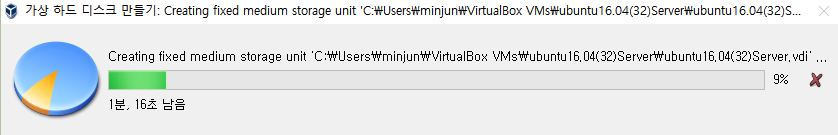 가상 하드 디스크 만들기: Creating fixed medium storage unit 'C:₩Users₩minjun₩VirtualBox VMs₩ubuntu16.04(32)Server₩ubuntu16.04(32)S...
Creating fixed medium storage unit 'C:₩Users₩minjun₩VirtualBox VMs₩ubuntu16,04(32)Server₩ubuntu16,04(32)Server,vdi' ...
9%
1분, 16초 남음